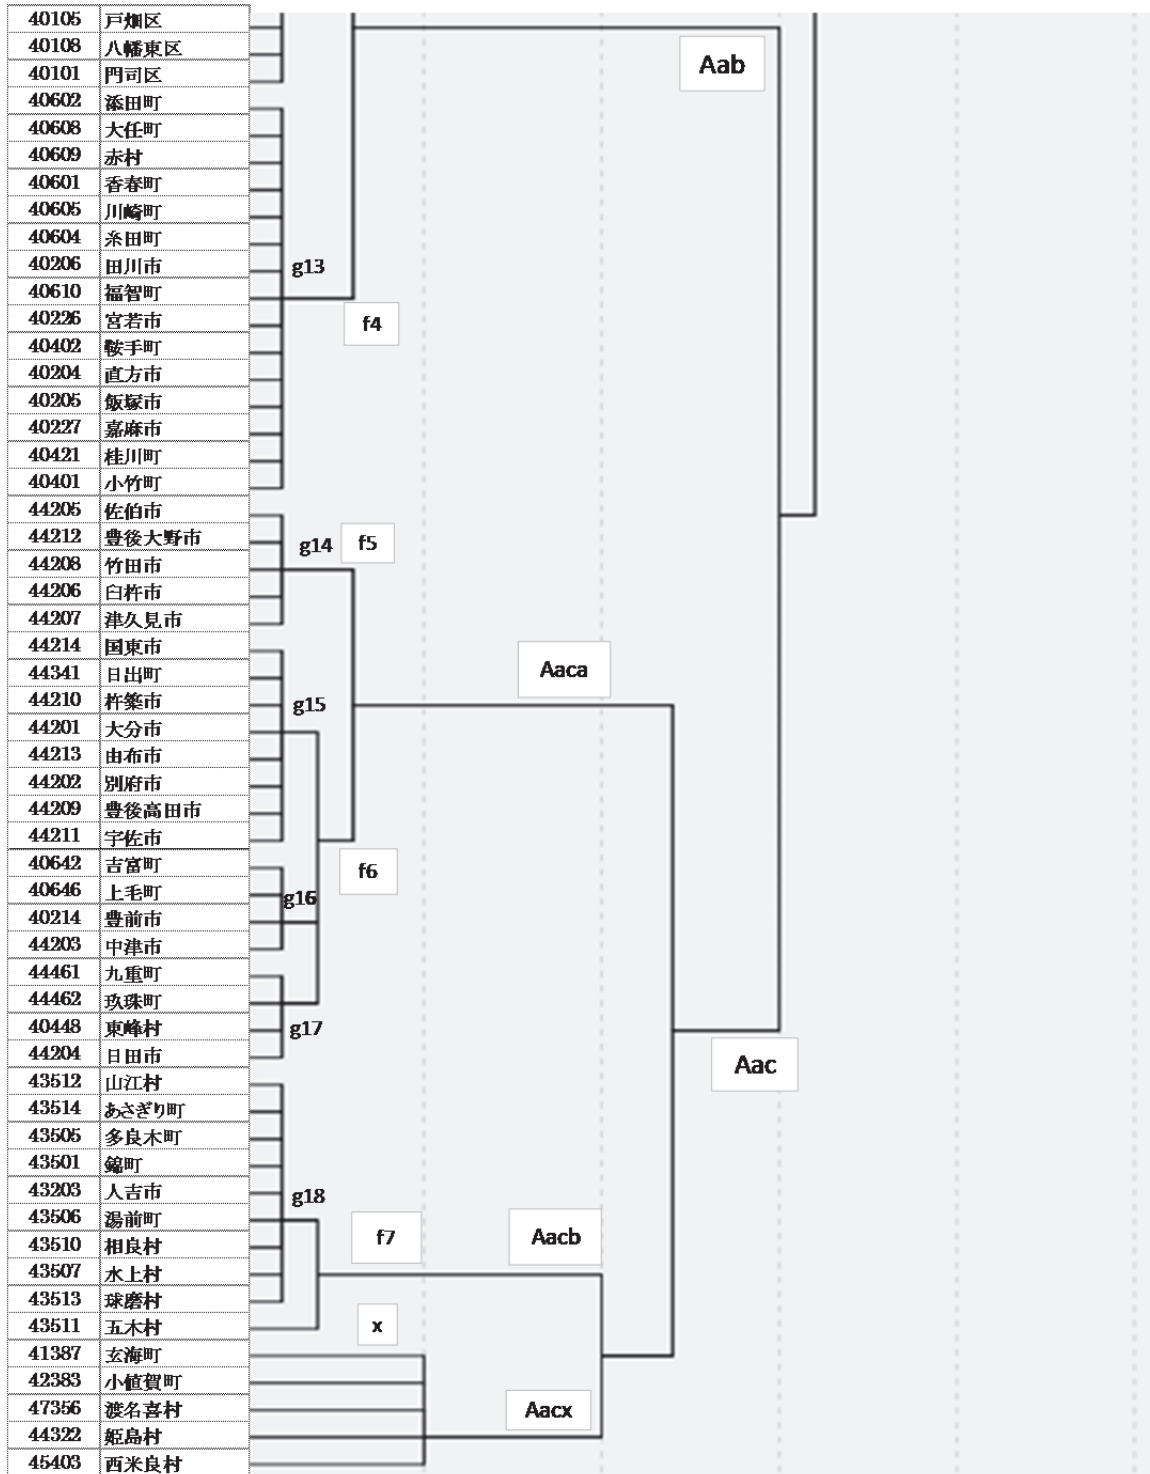 40105 戸畑区
40108 八幡東区
Aab
40101 門司区
40602 添田町
40608 大任町
40609 赤村
40601 香春町
40605 川崎町
40604 糸田町
40206 田川市 g13
40610 福智町
40226 宮若市 f4
40402 鞍手町
40204 直方市
40205 飯塚市
40227 嘉麻市
40421 桂川町
40401 小竹町
44205 佐伯市
44212 豊後大野市 g14 f5
44208 竹田市
44206 臼杵市
44207 津久見市
44214 国東市
44341 日出町 Aaca
44210 杵築市 g15
44201 大分市
44213 由布市
44202 別府市
44209 豊後高田市
44211 宇佐市
40642 吉富町 f6
40646 上毛町 g16
40214 豊前市
44203 中津市
44461 九重町
44462 玖珠町
40448 東峰村 g17
44204 日田市 Aac
43512 山江村
43514 あさぎり町
43505 多良木町
43501 錦町
43203 人吉市 g18
43506 湯前町
43510 相良村 f7 Aacb
43507 水上村
43513 球磨村
43511 五木村 x
41387 玄海町
42383 小値賀町
47356 渡名喜村 Aacx
44322 姫島村
45403 西米良村